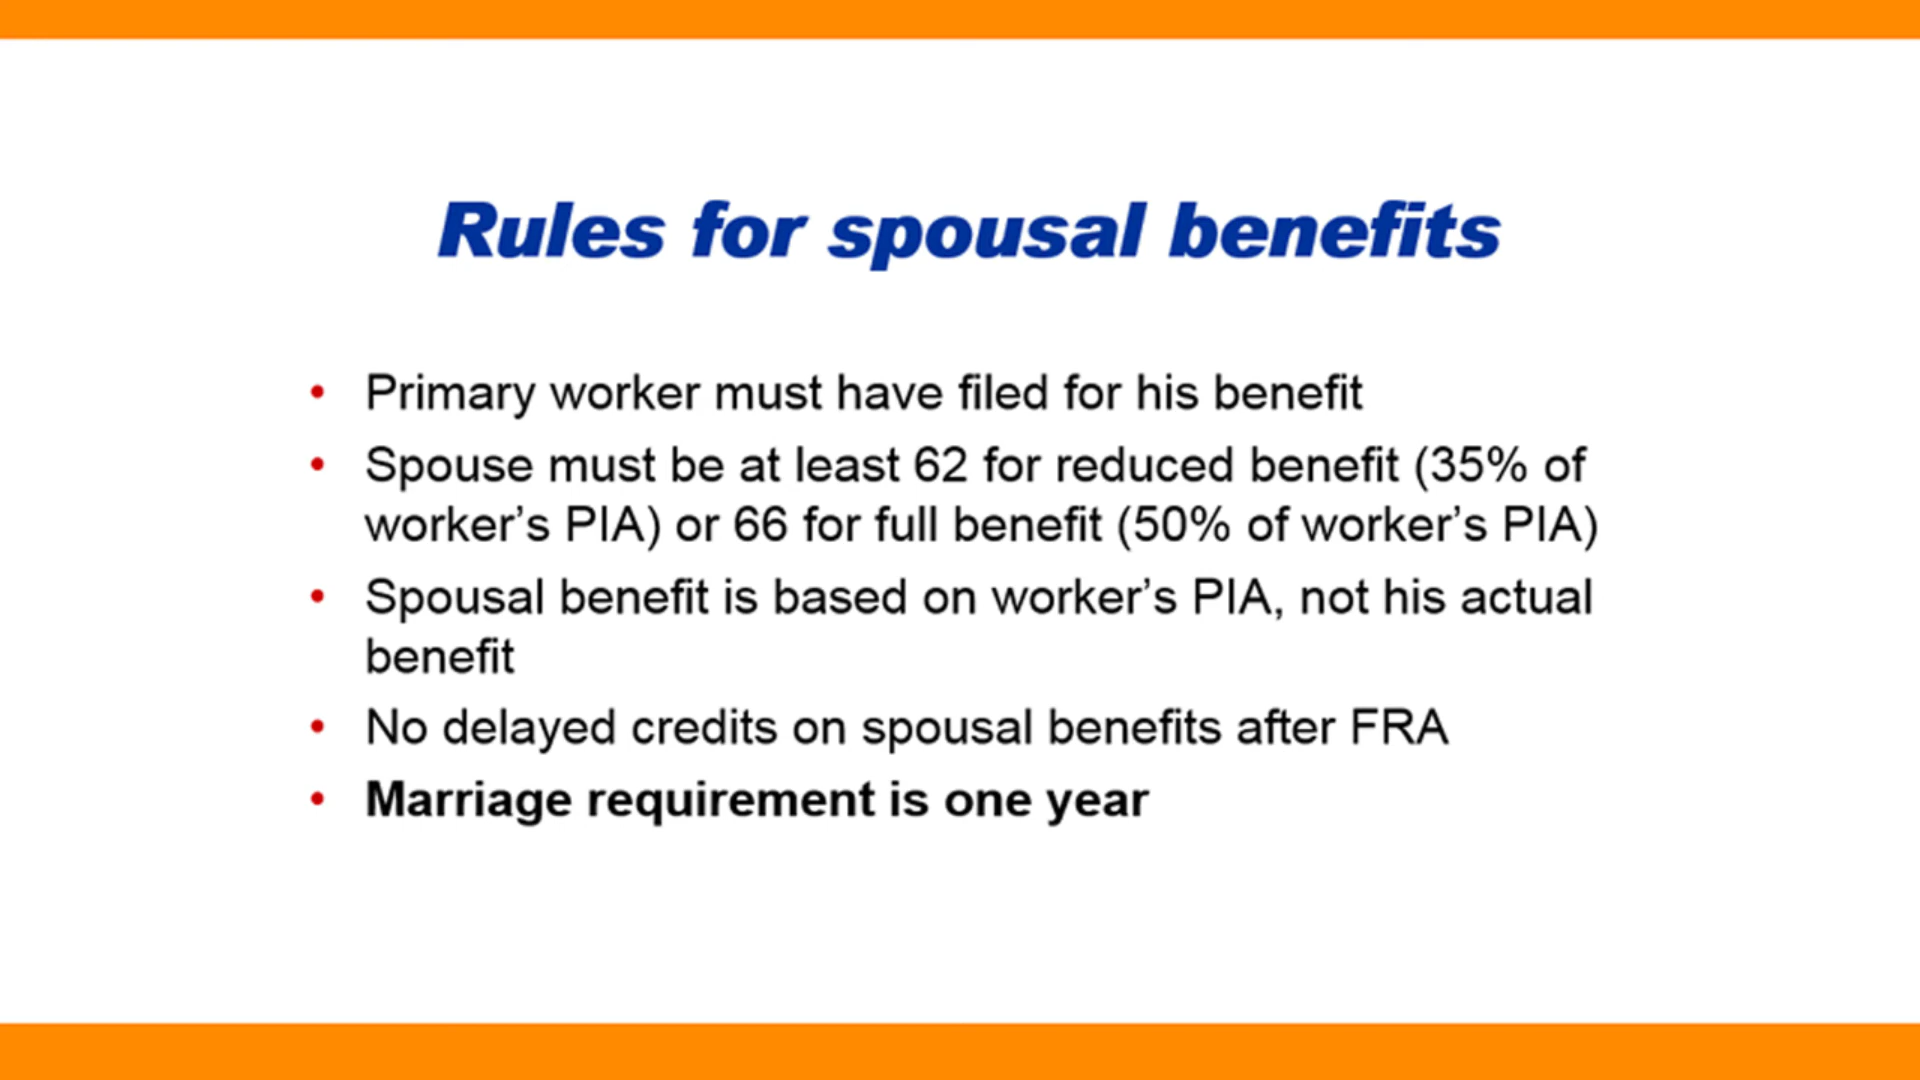 Rules for spousal benefits
• Primary worker must have filed for his benefit
• Spouse must be at least 62 for reduced benefit (35% of
worker’s PIA) or 66 for full benefit (50% of worker’s PIA)
• Spousal benefit is based on worker’s PIA, not his actual
benefit
• No delayed credits on spousal benefits after FRA
• Marriage requirement is one year